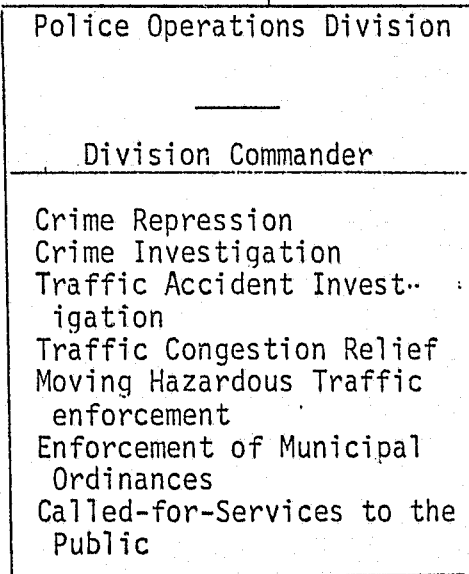 Police Operations Division
Division Commander
Crime Repression
Crime Investigation
Traffic Accident Invest-
igation
Traffic Congestion Relief
Moving Hazardous Traffic
enforcement
Enforcement of Municipal
Ordinances
Called-for-Services to the
Public